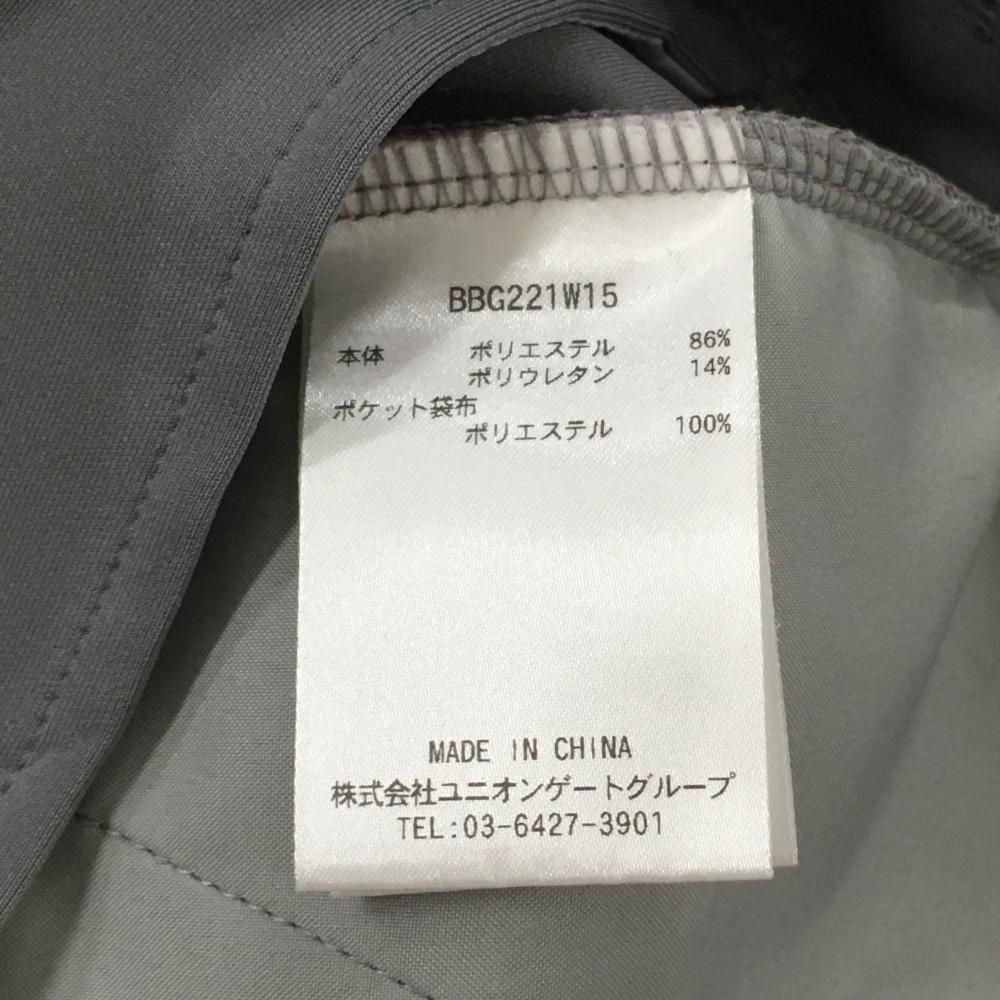 BBG221W15
本体 ポリエステル 86%
ポリウレタン 14%
ポケット袋布
ポリエステル 100%
MADE IN CHINA
株式会社ユニオンゲートグループ
TEL:03-6427-3901